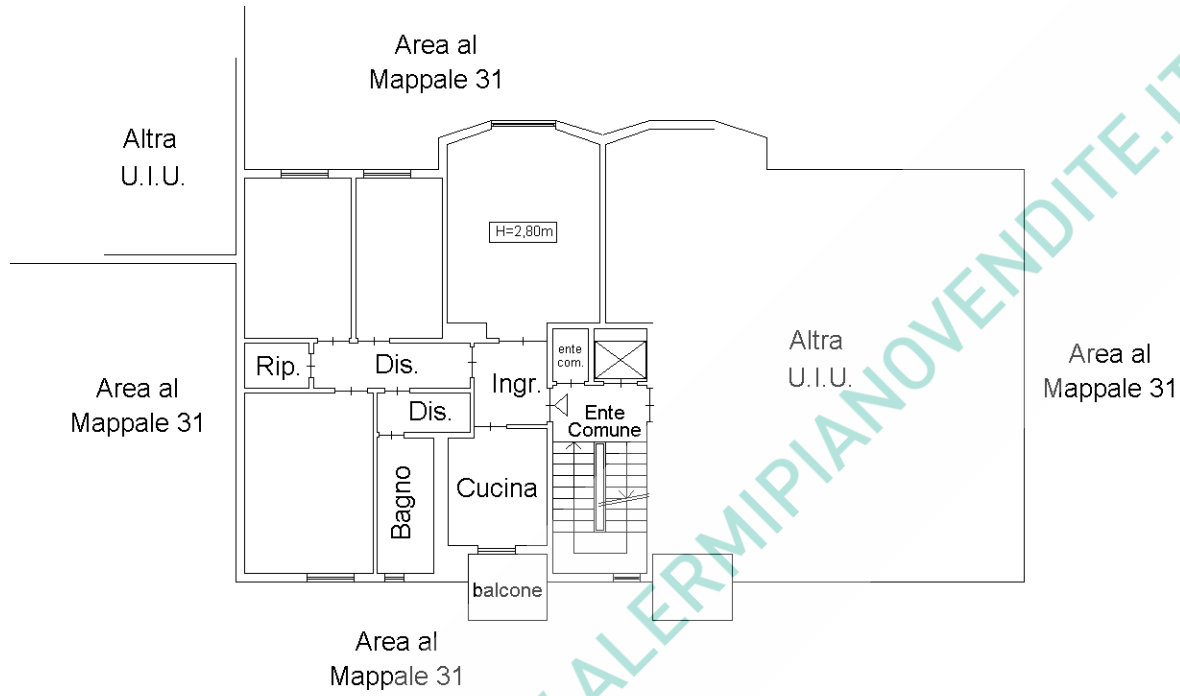 Area al
Mappale 31
Altra
U.I.U.
H=2,80m
Rip.
Dis.
Ingr.
ente
com.
Altra
U.I.U.
Area al
Mappale 31
Area al
Mappale 31
Dis.
Ente
Comune
Bagno
Cucina
balcone
Area al
Mappale 31
ALERMIPIANOVENDITE.IT